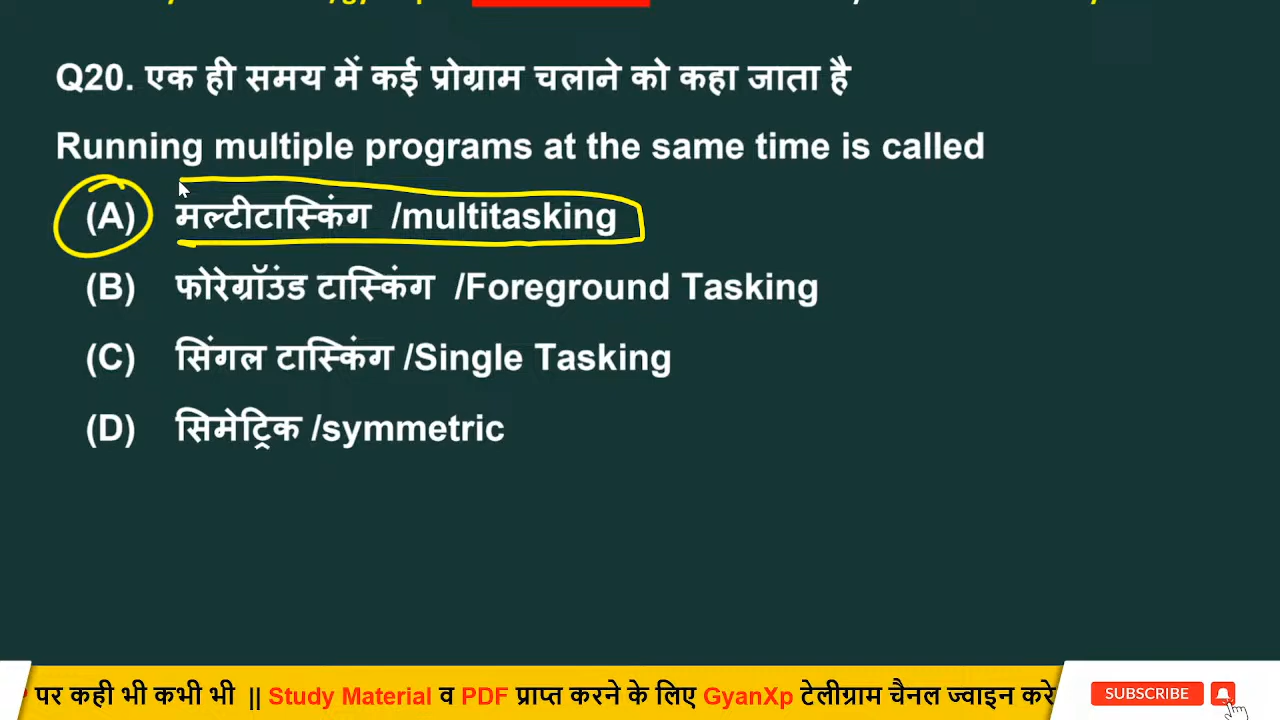 Q20. एक ही समय में कई प्रोग्राम चलाने को कहा जाता है
Running multiple programs at the same time is called
(A) मल्टीटास्किंग /multitasking
(B) फोरेग्रॉउंड टास्किंग /Foreground Tasking
(C) सिंगल टास्किंग /Single Tasking
(D) सिमेट्रिक /symmetric
पर कही भी कभी भी || Study Material व PDF प्राप्त करने के लिए GyanXp टेलीग्राम चैनल ज्वाइन करे
SUBSCRIBE